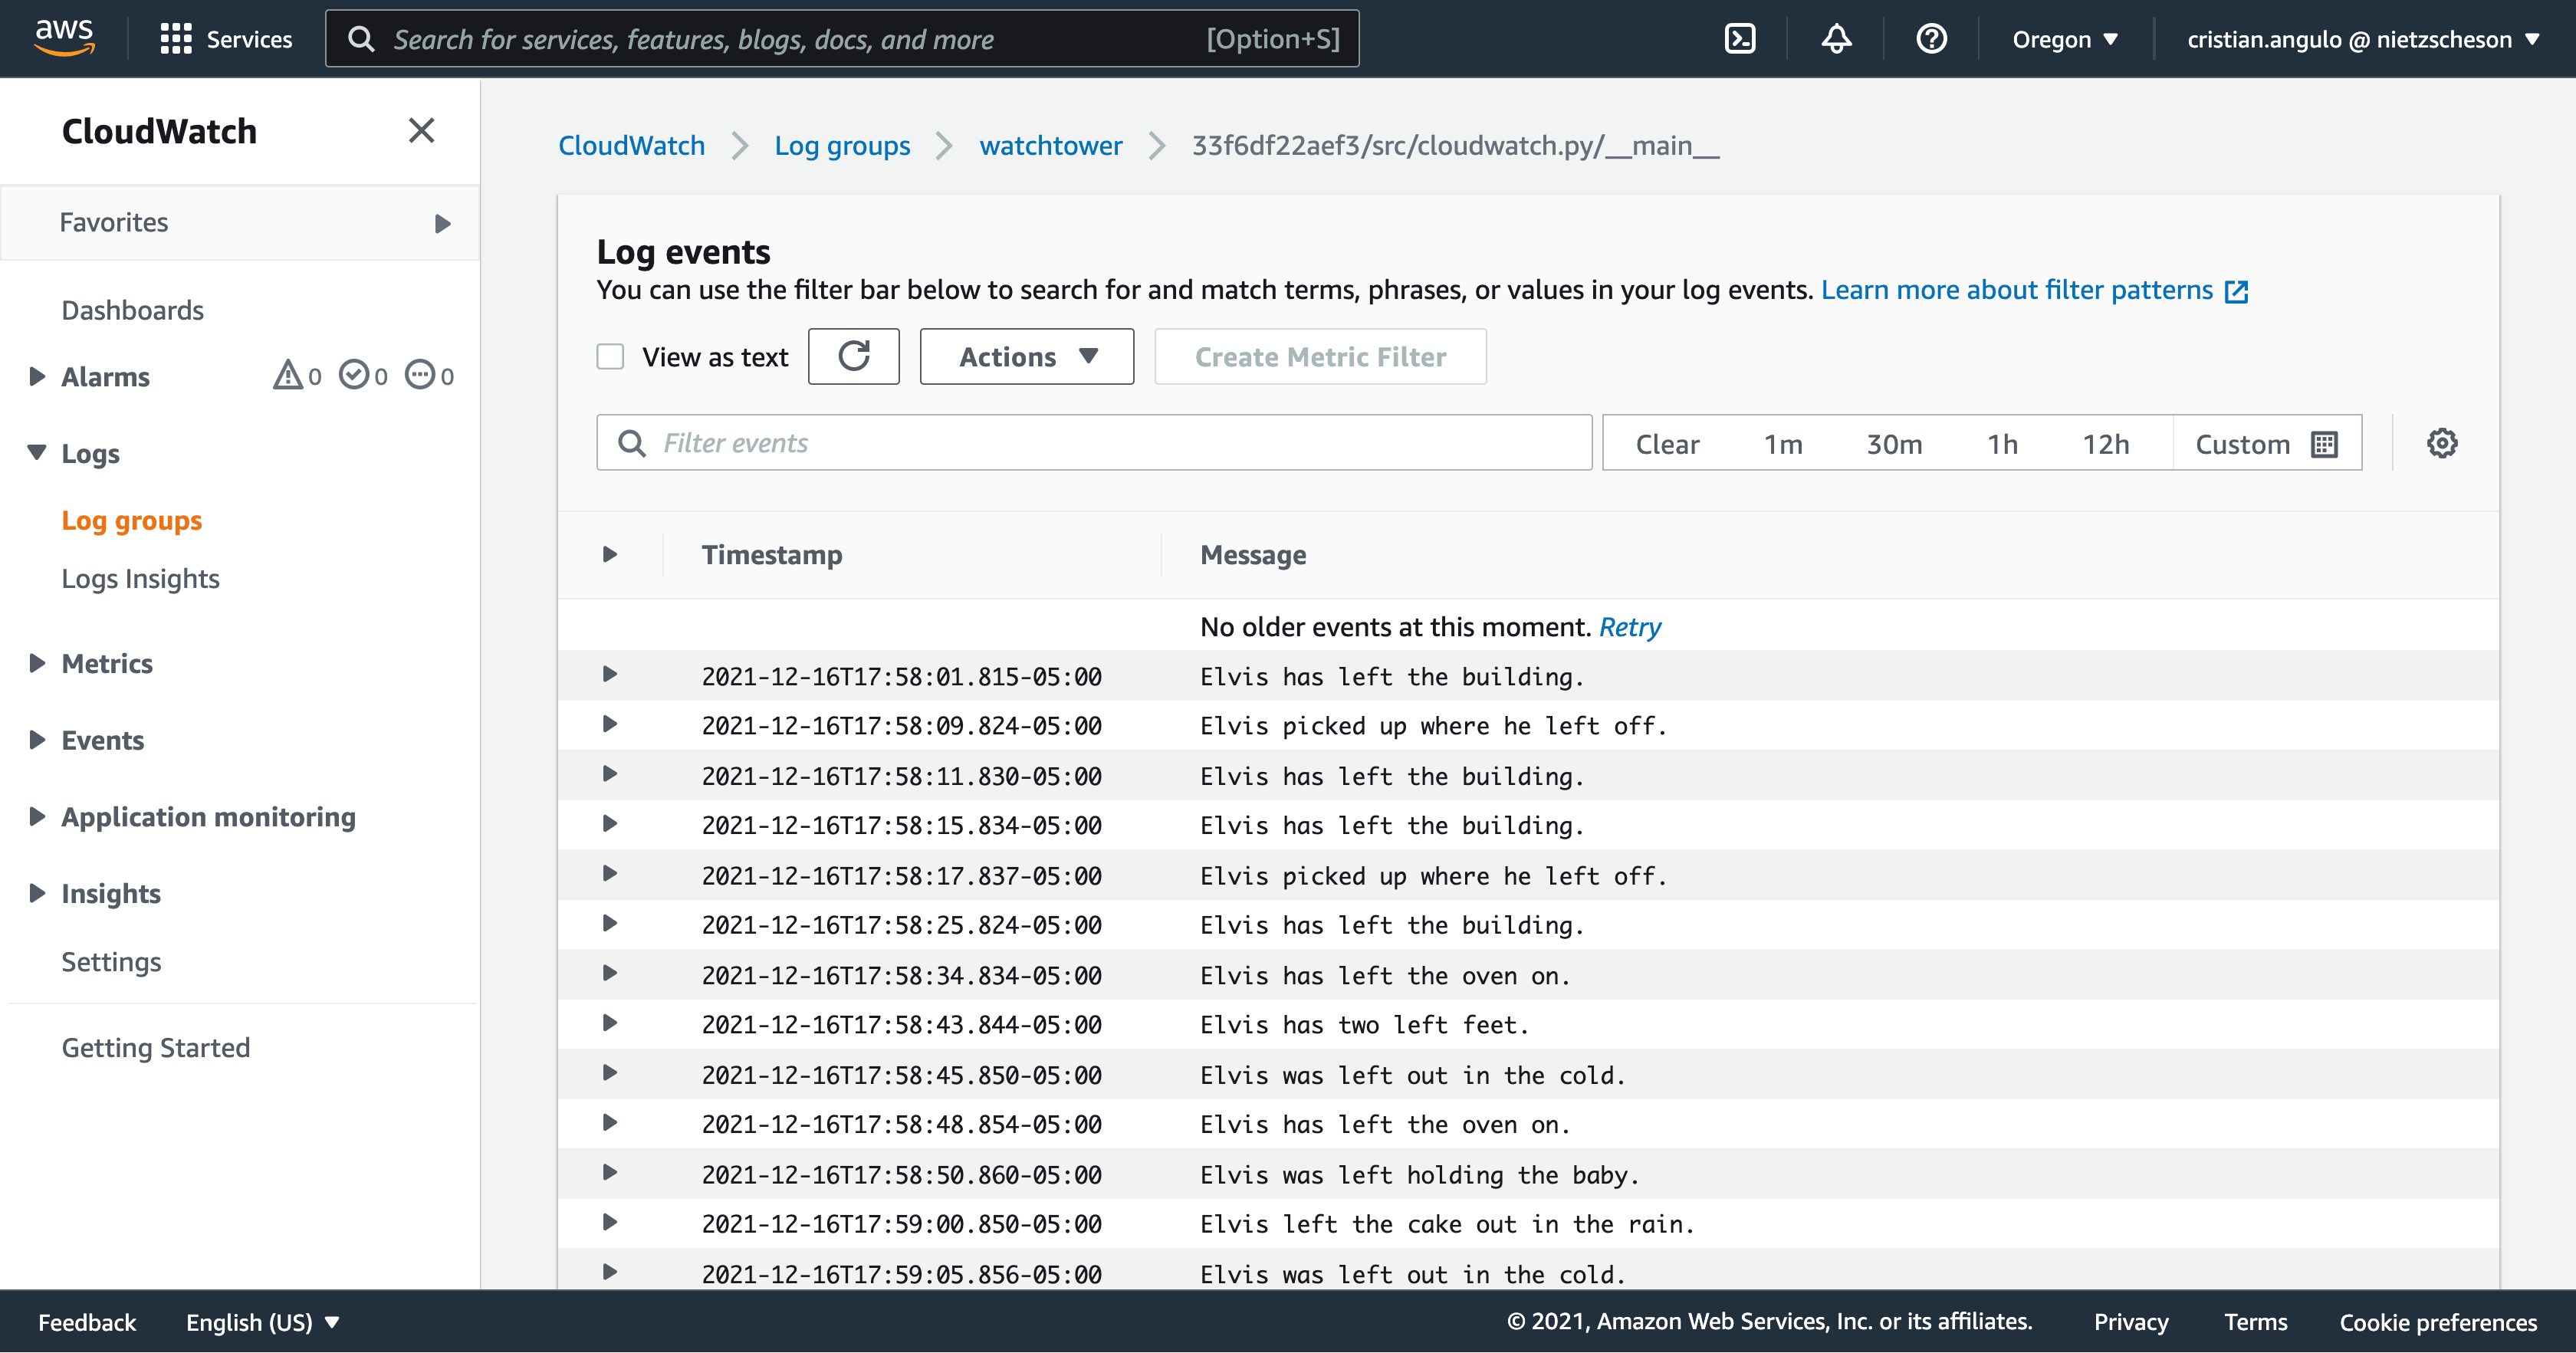 aws Services Search for services, features, blogs, docs, and more [Option+S] Oregon cristian.angulo @ nietzscheson
CloudWatch
Favorites
Dashboards
Alarms 0 0 0
Logs
Log groups
Logs Insights
Metrics
Events
Application monitoring
Insights
Settings
Getting Started
CloudWatch Log groups watchtower 33f6df22aef3/src/cloudwatch.py/__main__
Log events
You can use the filter bar below to search for and match terms, phrases, or values in your log events. Learn more about filter patterns
View as text Actions Create Metric Filter
Filter events Clear 1m 30m 1h 12h Custom
Timestamp Message
No older events at this moment. Retry
2021-12-16T17:58:01.815-05:00 Elvis has left the building.
2021-12-16T17:58:09.824-05:00 Elvis picked up where he left off.
2021-12-16T17:58:11.830-05:00 Elvis has left the building.
2021-12-16T17:58:15.834-05:00 Elvis has left the building.
2021-12-16T17:58:17.837-05:00 Elvis picked up where he left off.
2021-12-16T17:58:25.824-05:00 Elvis has left the building.
2021-12-16T17:58:34.834-05:00 Elvis has left the oven on.
2021-12-16T17:58:43.844-05:00 Elvis has two left feet.
2021-12-16T17:58:45.850-05:00 Elvis was left out in the cold.
2021-12-16T17:58:48.854-05:00 Elvis has left the oven on.
2021-12-16T17:58:50.860-05:00 Elvis was left holding the baby.
2021-12-16T17:59:00.850-05:00 Elvis left the cake out in the rain.
2021-12-16T17:59:05.856-05:00 Elvis was left out in the cold.
Feedback English (US) © 2021, Amazon Web Services, Inc. or its affiliates. Privacy Terms Cookie preferences